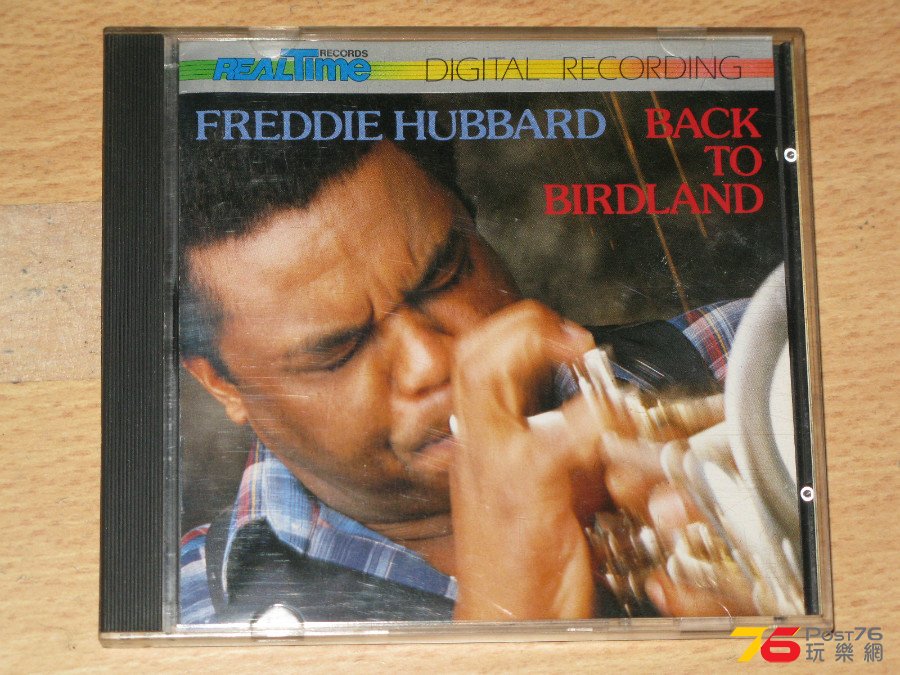 REALTime RECORDS
DIGITAL RECORDING
FREDDIE HUBBARD
BACK
TO
BIRDLAND
76 POST76
玩樂網